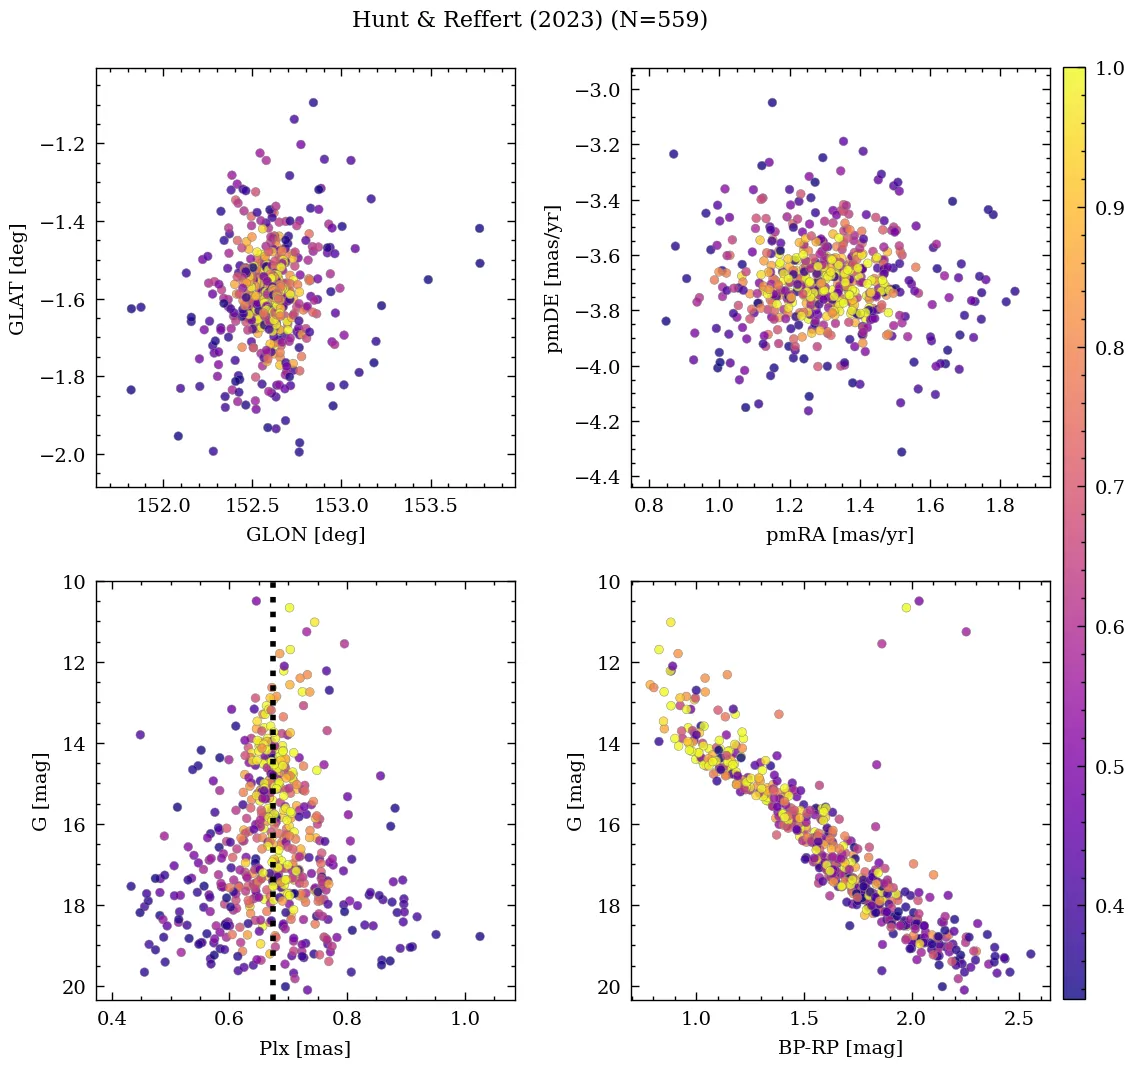 Hunt & Reffert (2023) (N=559)
−1.2
−1.4
−1.6
−1.8
−2.0
GLAT [deg]
152.0 152.5 153.0 153.5
GLON [deg]
−3.0
−3.2
−3.4
−3.6
−3.8
−4.0
−4.2
−4.4
pmDE [mas/yr]
0.8 1.0 1.2 1.4 1.6 1.8
pmRA [mas/yr]
10
12
14
16
18
20
G [mag]
0.4 0.6 0.8 1.0
Plx [mas]
10
12
14
16
18
20
G [mag]
1.0 1.5 2.0 2.5
BP-RP [mag]
1.0
0.9
0.8
0.7
0.6
0.5
0.4